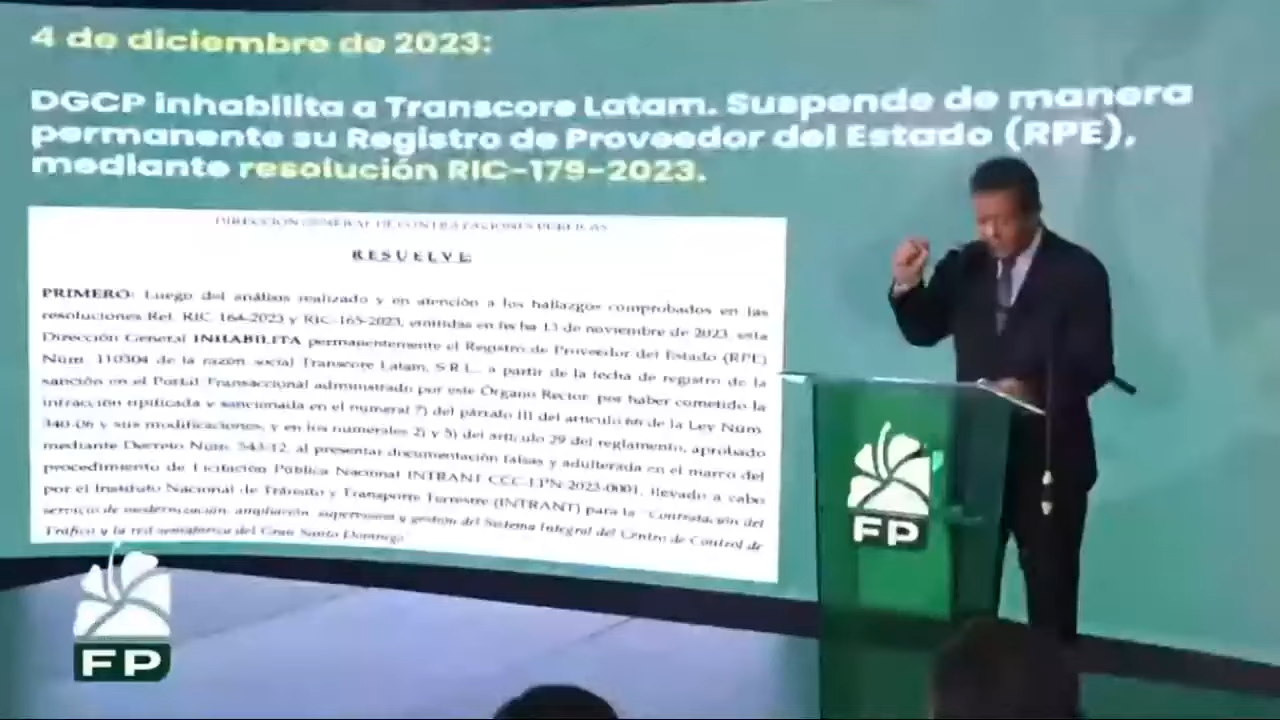 4 de diciembre de 2023:
DGCP inhabilita a Transcore Latam. Suspende de manera
permanente su Registro de Proveedor del Estado (RPE),
mediante resolución RIC-179-2023.
DIRECCIÓN GENERAL DE CONTRATACIONES PÚBLICAS
RESUELVE:
PRIMERO: Luego del análisis realizado y en atención a los hallazgos comprobados en las
resoluciones Ref. RIC-164-2023 y RIC-165-2023, emitidas en fecha 13 de noviembre de 2023, esta
Dirección General INHABILITA permanentemente el Registro de Proveedor del Estado (RPE)
Núm. 110304 de la razón social Transcore Latam, S.R.L., a partir de la fecha de registro de la
sanción en el Portal Transaccional administrado por este Órgano Rector por haber cometido la
infracción tipificada y sancionada en el numeral 7) del párrafo III del artículo 66 de la Ley Núm.
340-06 y sus modificaciones, y en los numerales 2) y 5) del artículo 29 del reglamento, aprobado
mediante Decreto Núm. 543-12, al presentar documentación falsas y adulterada en el marco del
procedimiento de Licitación Pública Nacional INTRANT-CCC-LPN-2023-0001, llevado a cabo
por el Instituto Nacional de Tránsito y Transporte Terrestre (INTRANT) para la "Contratación del
servicio de modernización, ampliación, supervisión y gestión del Sistema Integral del Centro de Control de
Tráfico y la red semafórica del Gran Santo Domingo
FP
FP